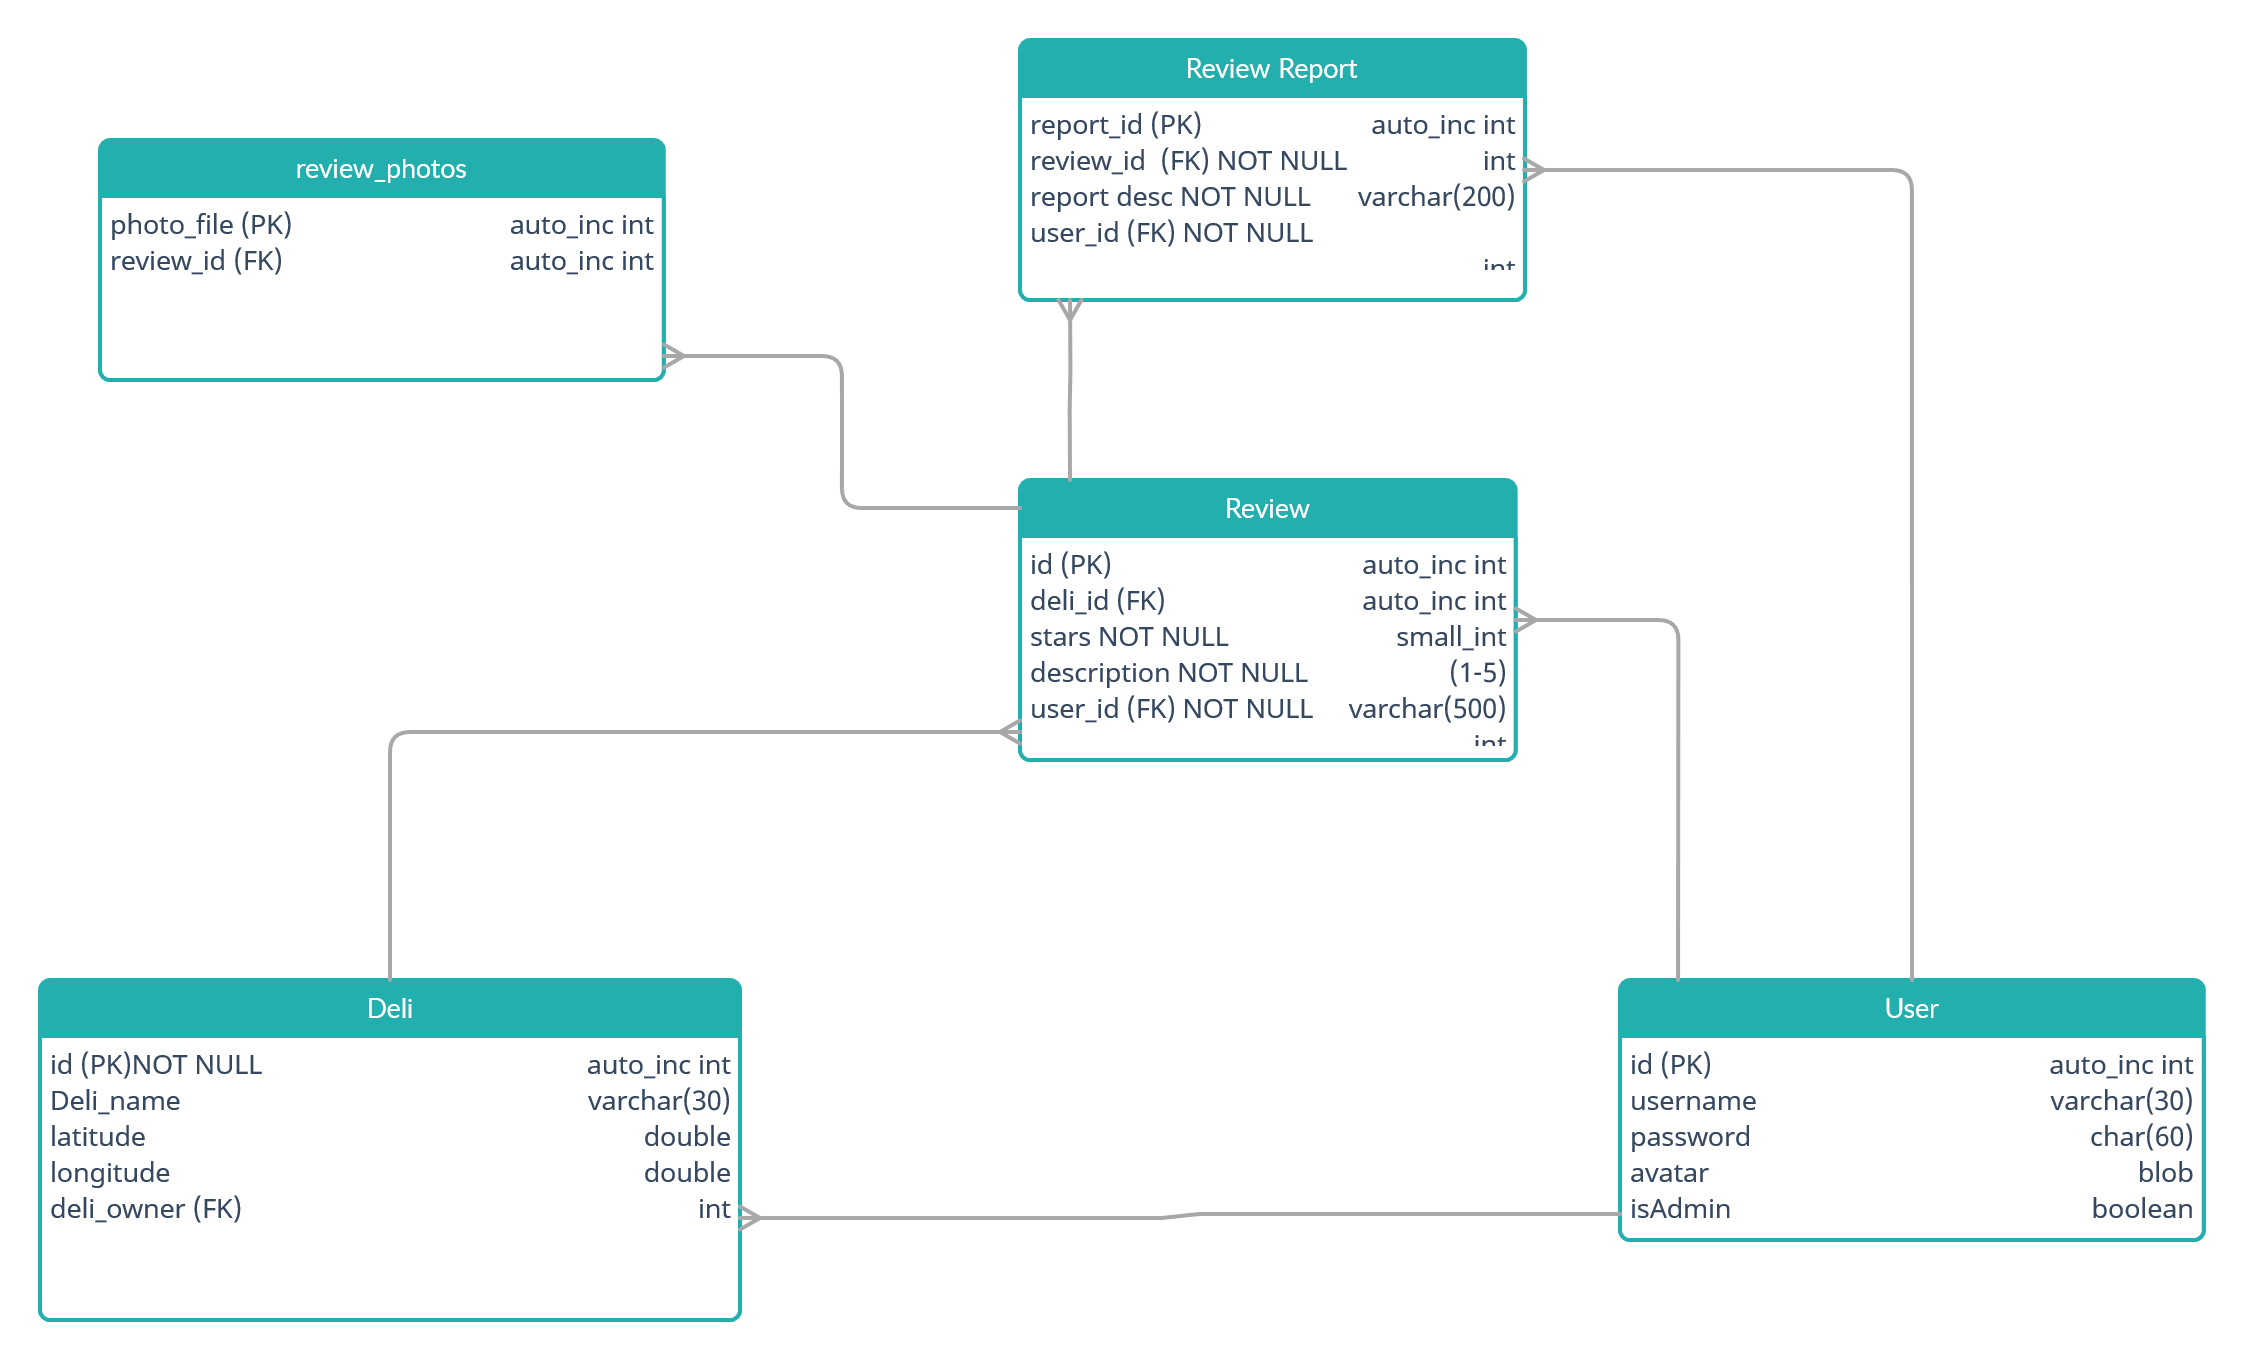 Review Report
report_id (PK) auto_inc int
review_id (FK) NOT NULL int
report desc NOT NULL varchar(200)
user_id (FK) NOT NULL
int
review_photos
photo_file (PK) auto_inc int
review_id (FK) auto_inc int
Review
id (PK) auto_inc int
deli_id (FK) auto_inc int
stars NOT NULL small_int
description NOT NULL (1-5)
user_id (FK) NOT NULL varchar(500)
int
Deli
id (PK)NOT NULL auto_inc int
Deli_name varchar(30)
latitude double
longitude double
deli_owner (FK) int
User
id (PK) auto_inc int
username varchar(30)
password char(60)
avatar blob
isAdmin boolean